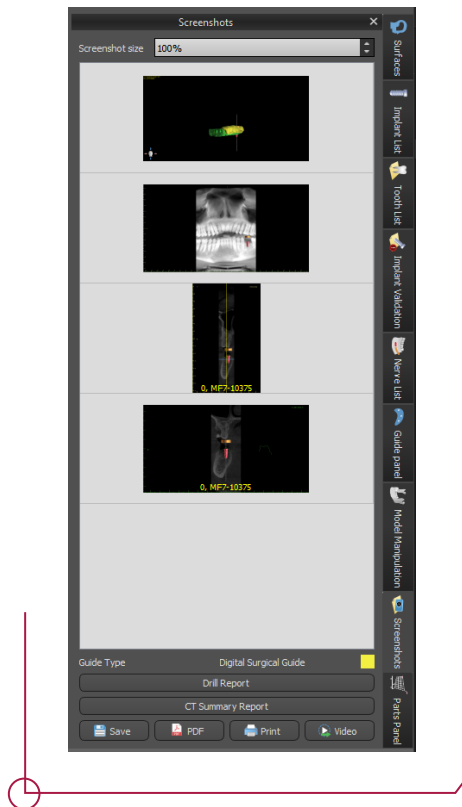 Screenshots
Screenshot size 100%
0, MF7-10375
0, MF7-10375
Guide Type Digital Surgical Guide
Drill Report
CT Summary Report
Save PDF Print Video
Surfaces
Implant List
Tooth List
Implant Validation
Nerve List
Guide panel
Model Manipulation
Screenshots
Parts Panel